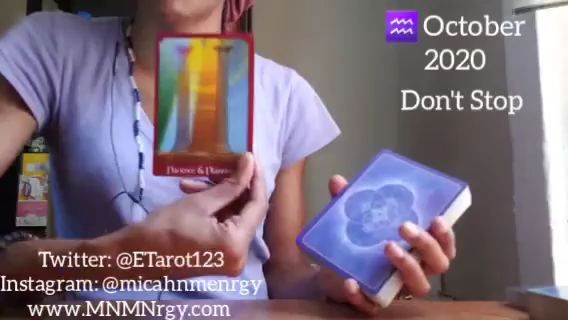 ♒ October
2020
Don't Stop
Twitter: @ETarot123
Instagram: @micahnmenrgy
www.MNMNrgy.com